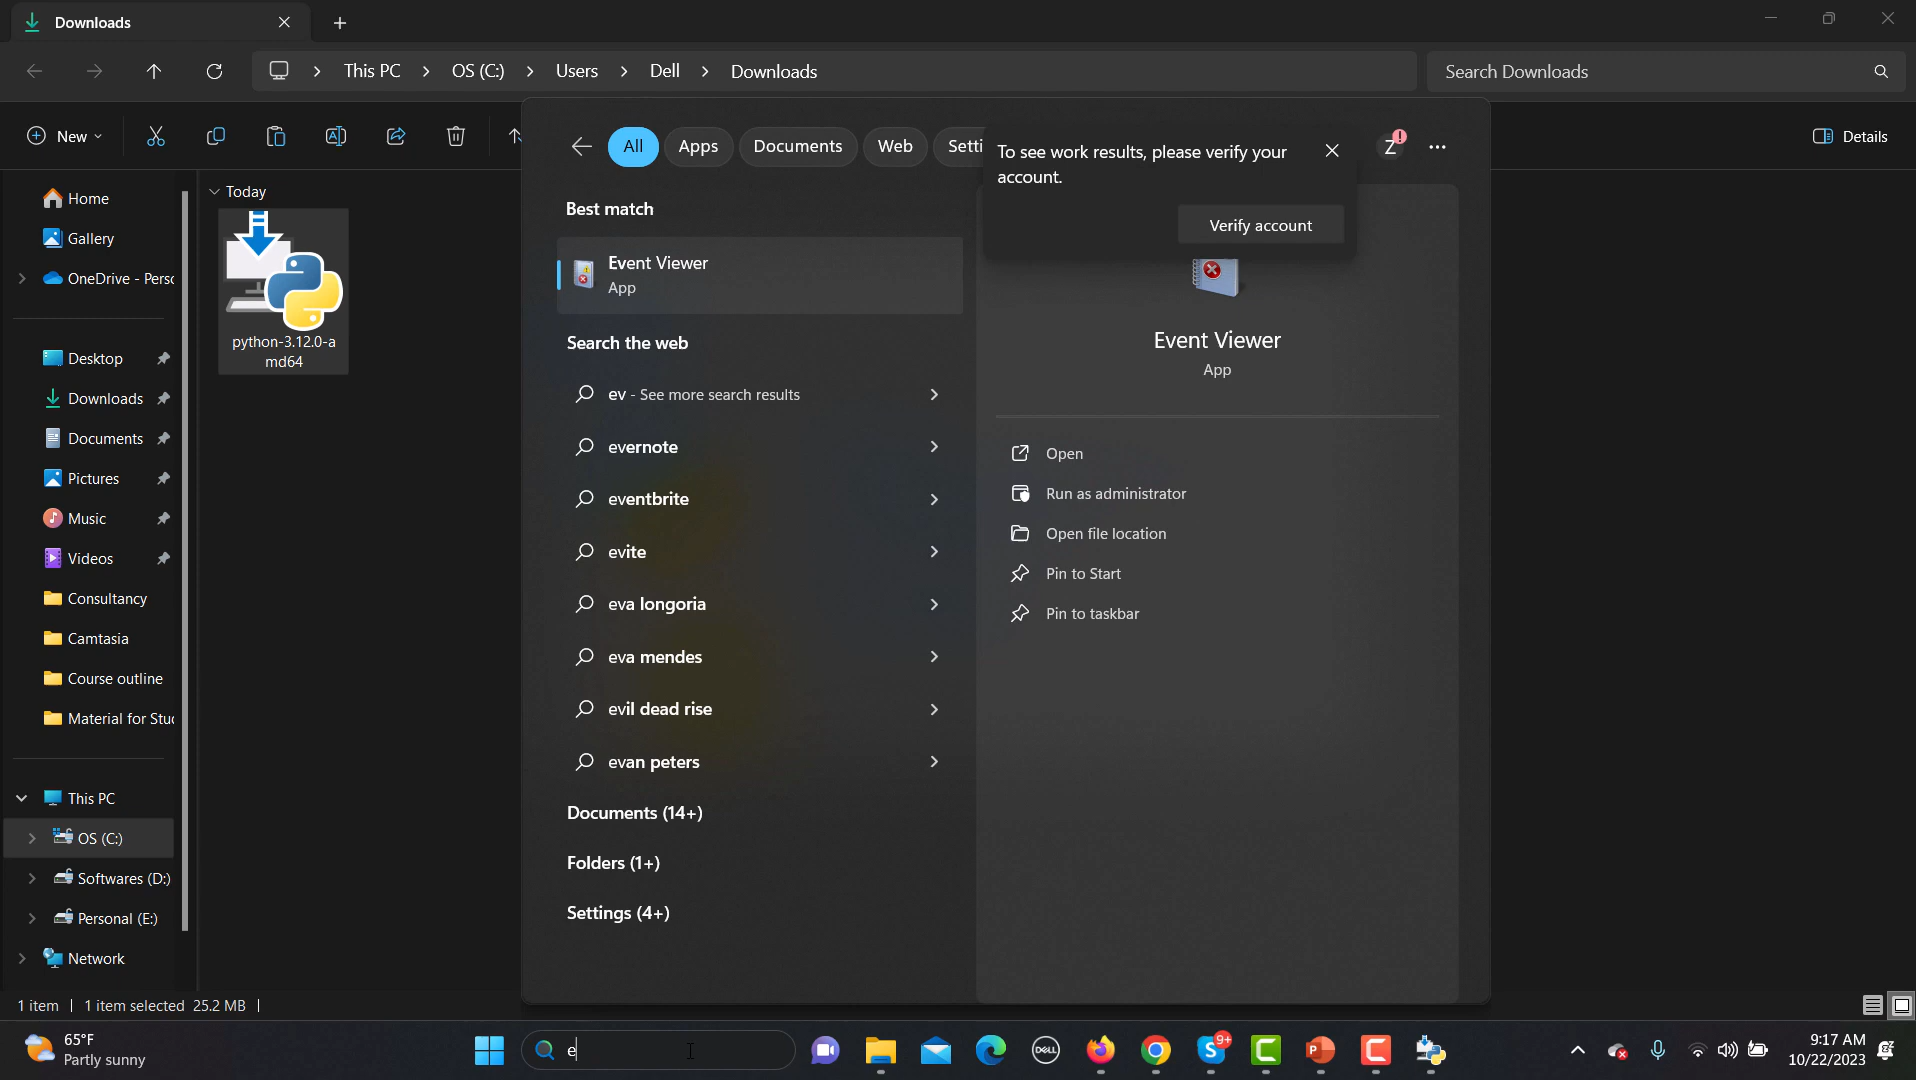 Downloads
This PC
OS (C:)
Users
Dell
Downloads
Search Downloads
New
Details
All
Apps
Documents
Web
Setti
To see work results, please verify your
account.
Verify account
Z
Home
Gallery
OneDrive - Perso
Desktop
Downloads
Documents
Pictures
Music
Videos
Consultancy
Camtasia
Course outline
Material for Stud
This PC
OS (C:)
Softwares (D:)
Personal (E:)
Network
Today
python-3.12.0-a
md64
Best match
Event Viewer
App
Search the web
ev - See more search results
evernote
eventbrite
evite
eva longoria
eva mendes
evil dead rise
evan peters
Documents (14+)
Folders (1+)
Settings (4+)
Event Viewer
App
Open
Run as administrator
Open file location
Pin to Start
Pin to taskbar
1 item
1 item selected 25.2 MB
65°F
Partly sunny
e
DELL
9+
9:17 AM
10/22/2023